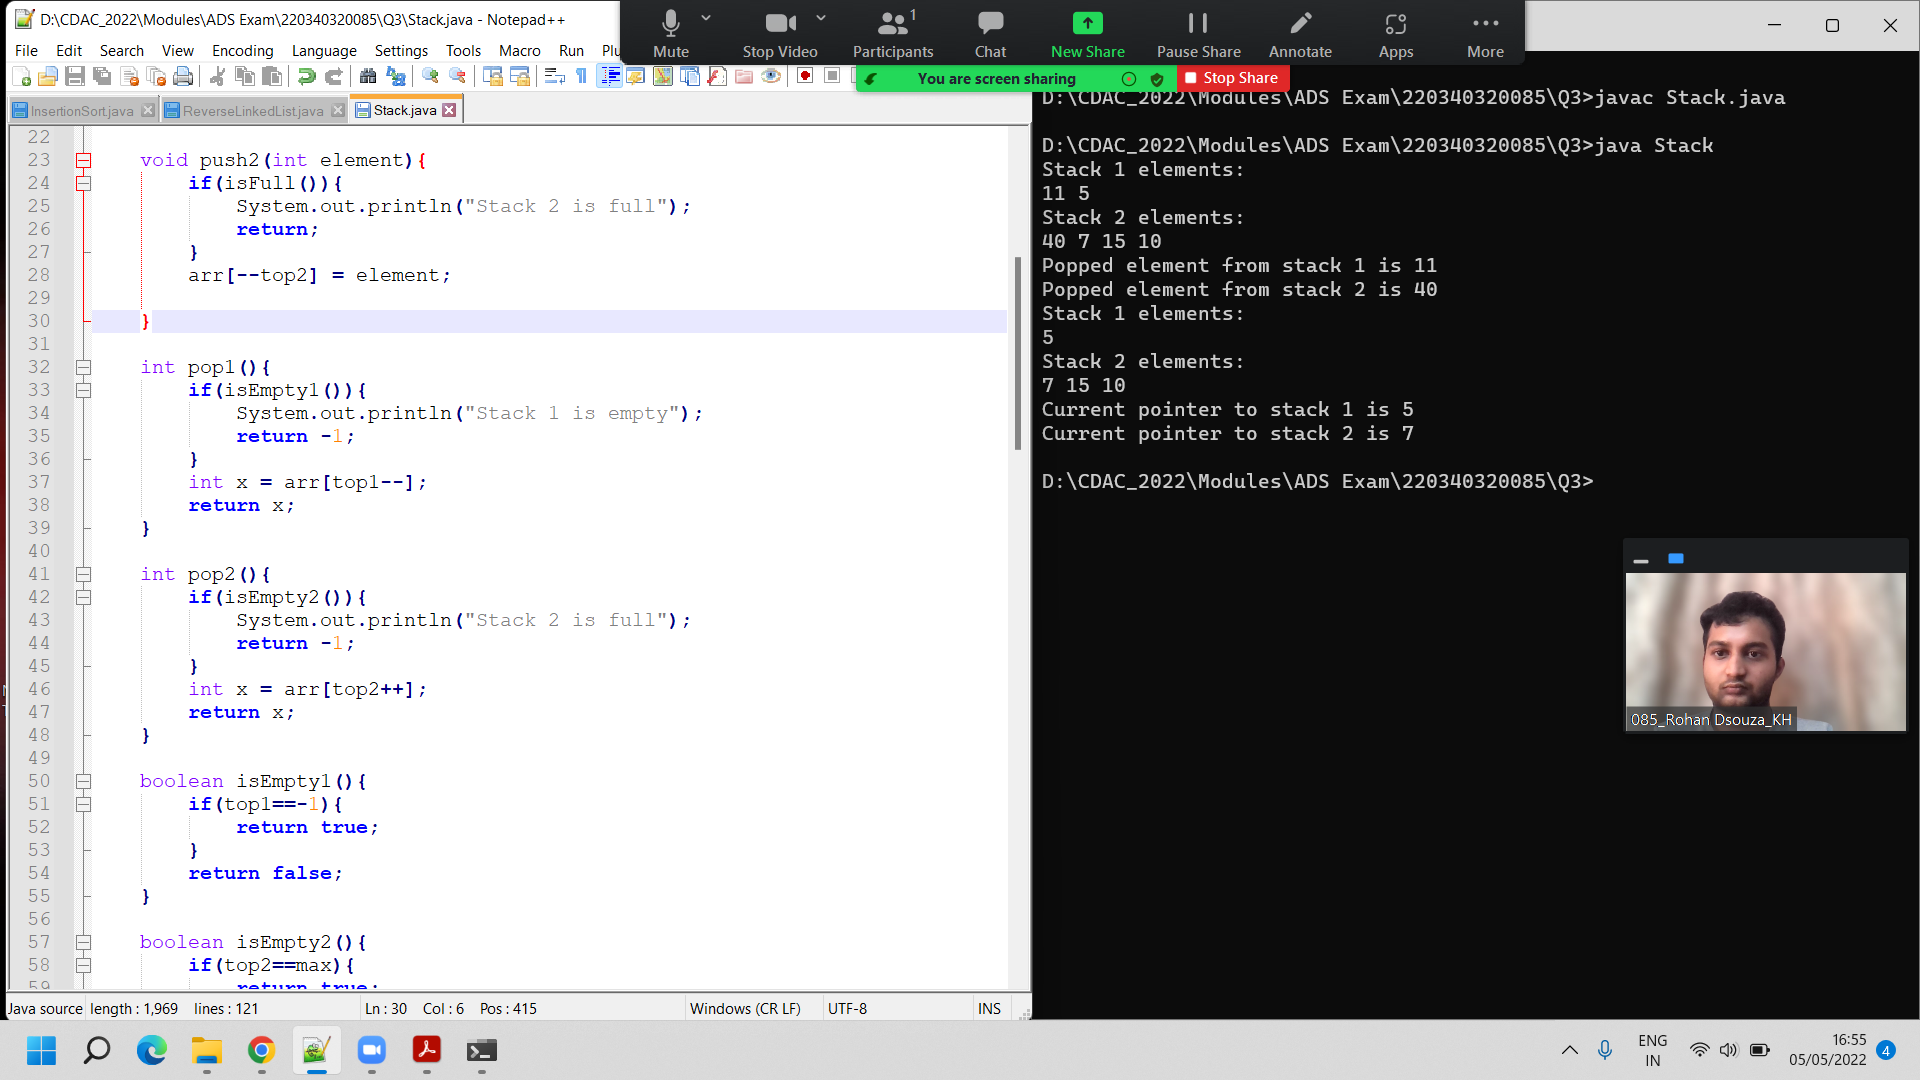 D:\CDAC_2022\Modules\ADS Exam\220340320085\Q3\Stack.java - Notepad++
File Edit Search View Encoding Language Settings Tools Macro Run
Mute Stop Video Participants 1 Chat New Share Pause Share Annotate Apps More
You are screen sharing Stop Share
InsertionSort.java ReverseLinkedList.java Stack.java
22
23 void push2(int element){
24 if(isFull()){
25 System.out.println("Stack 2 is full");
26 return;
27 }
28 arr[--top2] = element;
29
30 }
31
32 int pop1(){
33 if(isEmpty1()){
34 System.out.println("Stack 1 is empty");
35 return -1;
36 }
37 int x = arr[top1--];
38 return x;
39 }
40
41 int pop2(){
42 if(isEmpty2()){
43 System.out.println("Stack 2 is full");
44 return -1;
45 }
46 int x = arr[top2++];
47 return x;
48 }
49
50 boolean isEmpty1(){
51 if(top1==-1){
52 return true;
53 }
54 return false;
55 }
56
57 boolean isEmpty2(){
58 if(top2==max){
59 return true;
Java source length : 1,969 lines : 121 Ln : 30 Col : 6 Pos : 415 Windows (CR LF) UTF-8 INS
D:\CDAC_2022\Modules\ADS Exam\220340320085\Q3>javac Stack.java
D:\CDAC_2022\Modules\ADS Exam\220340320085\Q3>java Stack
Stack 1 elements:
11 5
Stack 2 elements:
40 7 15 10
Popped element from stack 1 is 11
Popped element from stack 2 is 40
Stack 1 elements:
5
Stack 2 elements:
7 15 10
Current pointer to stack 1 is 5
Current pointer to stack 2 is 7
D:\CDAC_2022\Modules\ADS Exam\220340320085\Q3>
085_Rohan Dsouza_KH
ENG
IN
16:55
05/05/2022
4